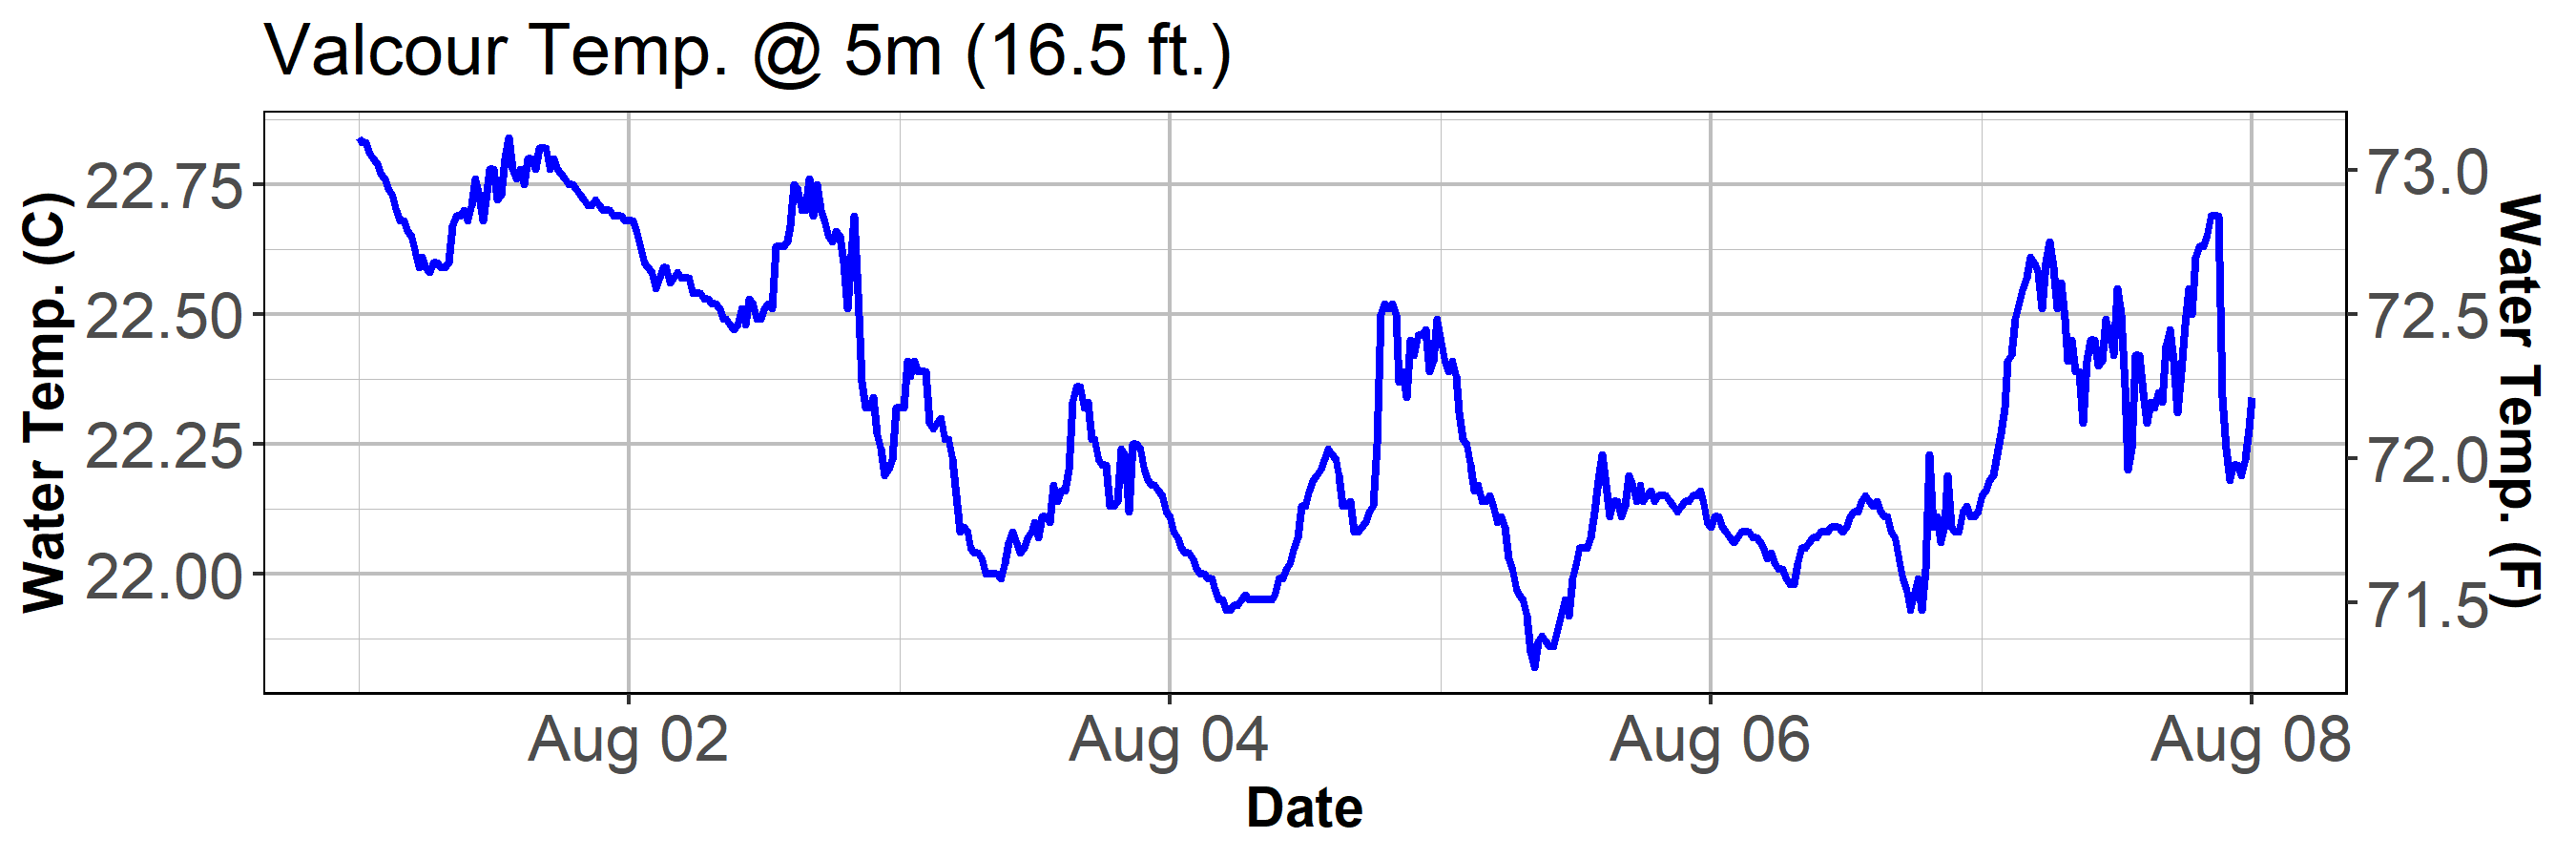 Valcour Temp. @ 5m (16.5 ft.)
Water Temp. (C)
22.75
22.50
22.25
22.00
73.0
72.5
72.0
71.5
Water Temp. (F)
Aug 02
Aug 04
Aug 06
Aug 08
Date